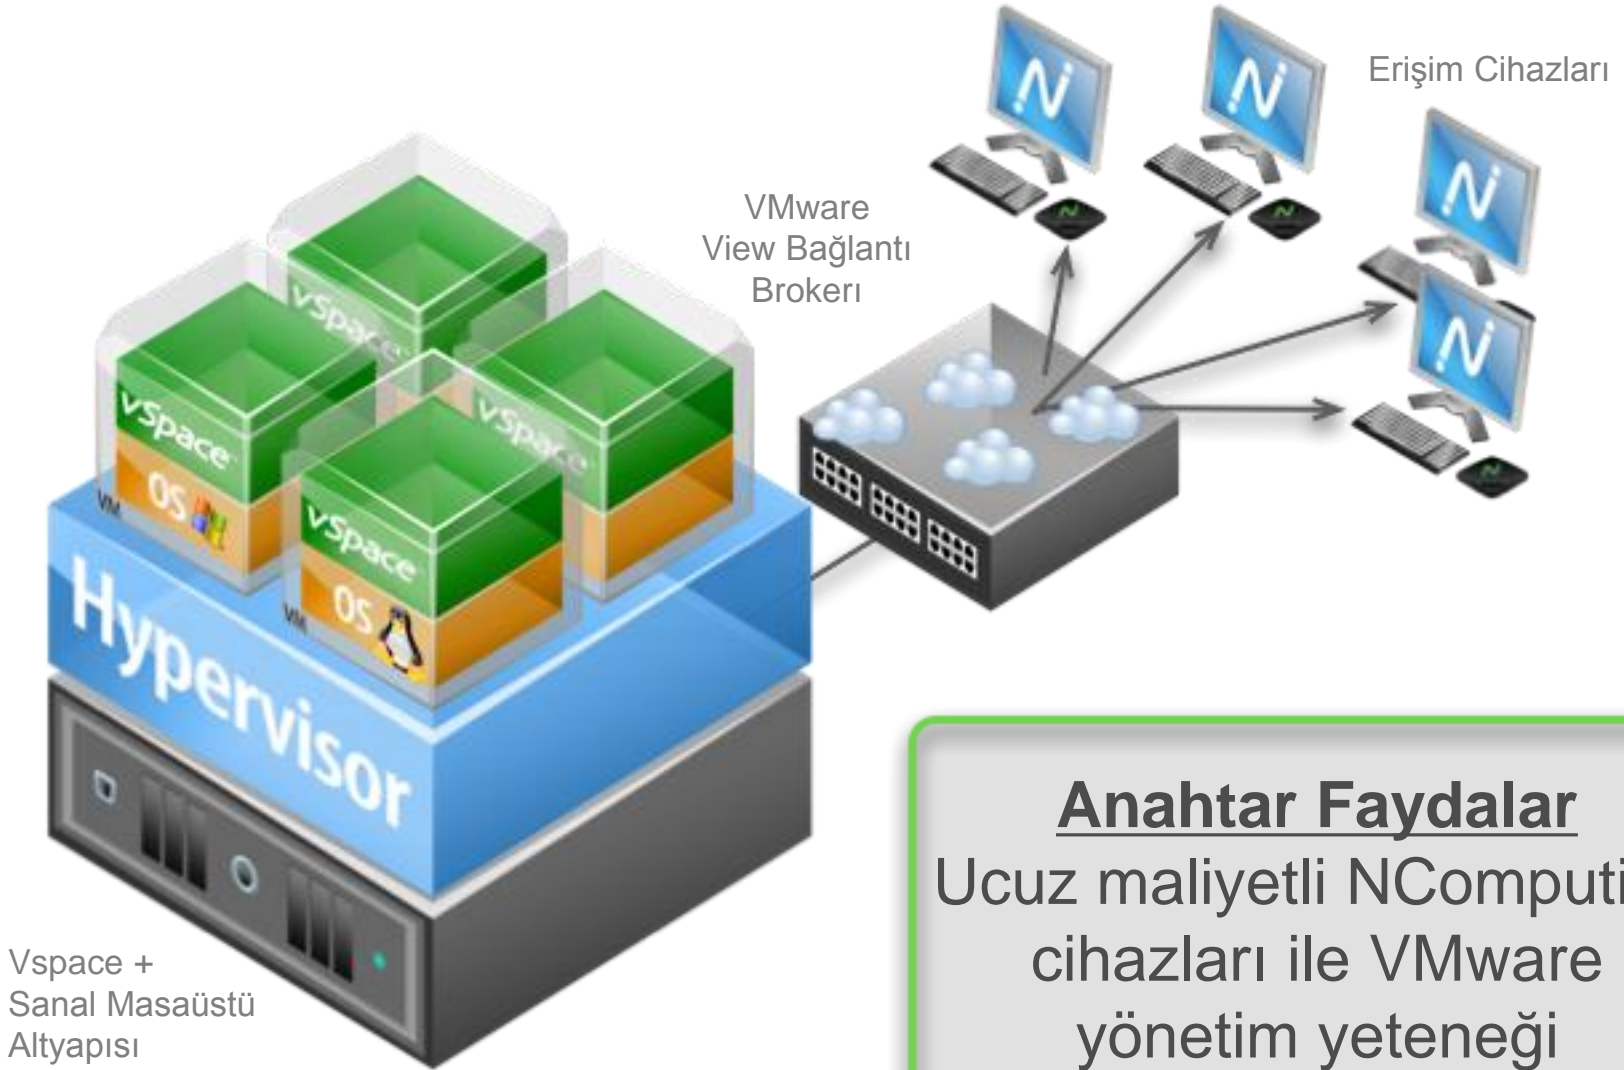 Erişim Cihazları
VMware
View Bağlantı
Brokerı
vSpace
vSpace
OS
VM
vSpace
vSpace
OS
VM
Hypervisor
Vspace +
Sanal Masaüstü
Altyapısı
Anahtar Faydalar
Ucuz maliyetli
cihazları ile VMware
yönetim yeteneği